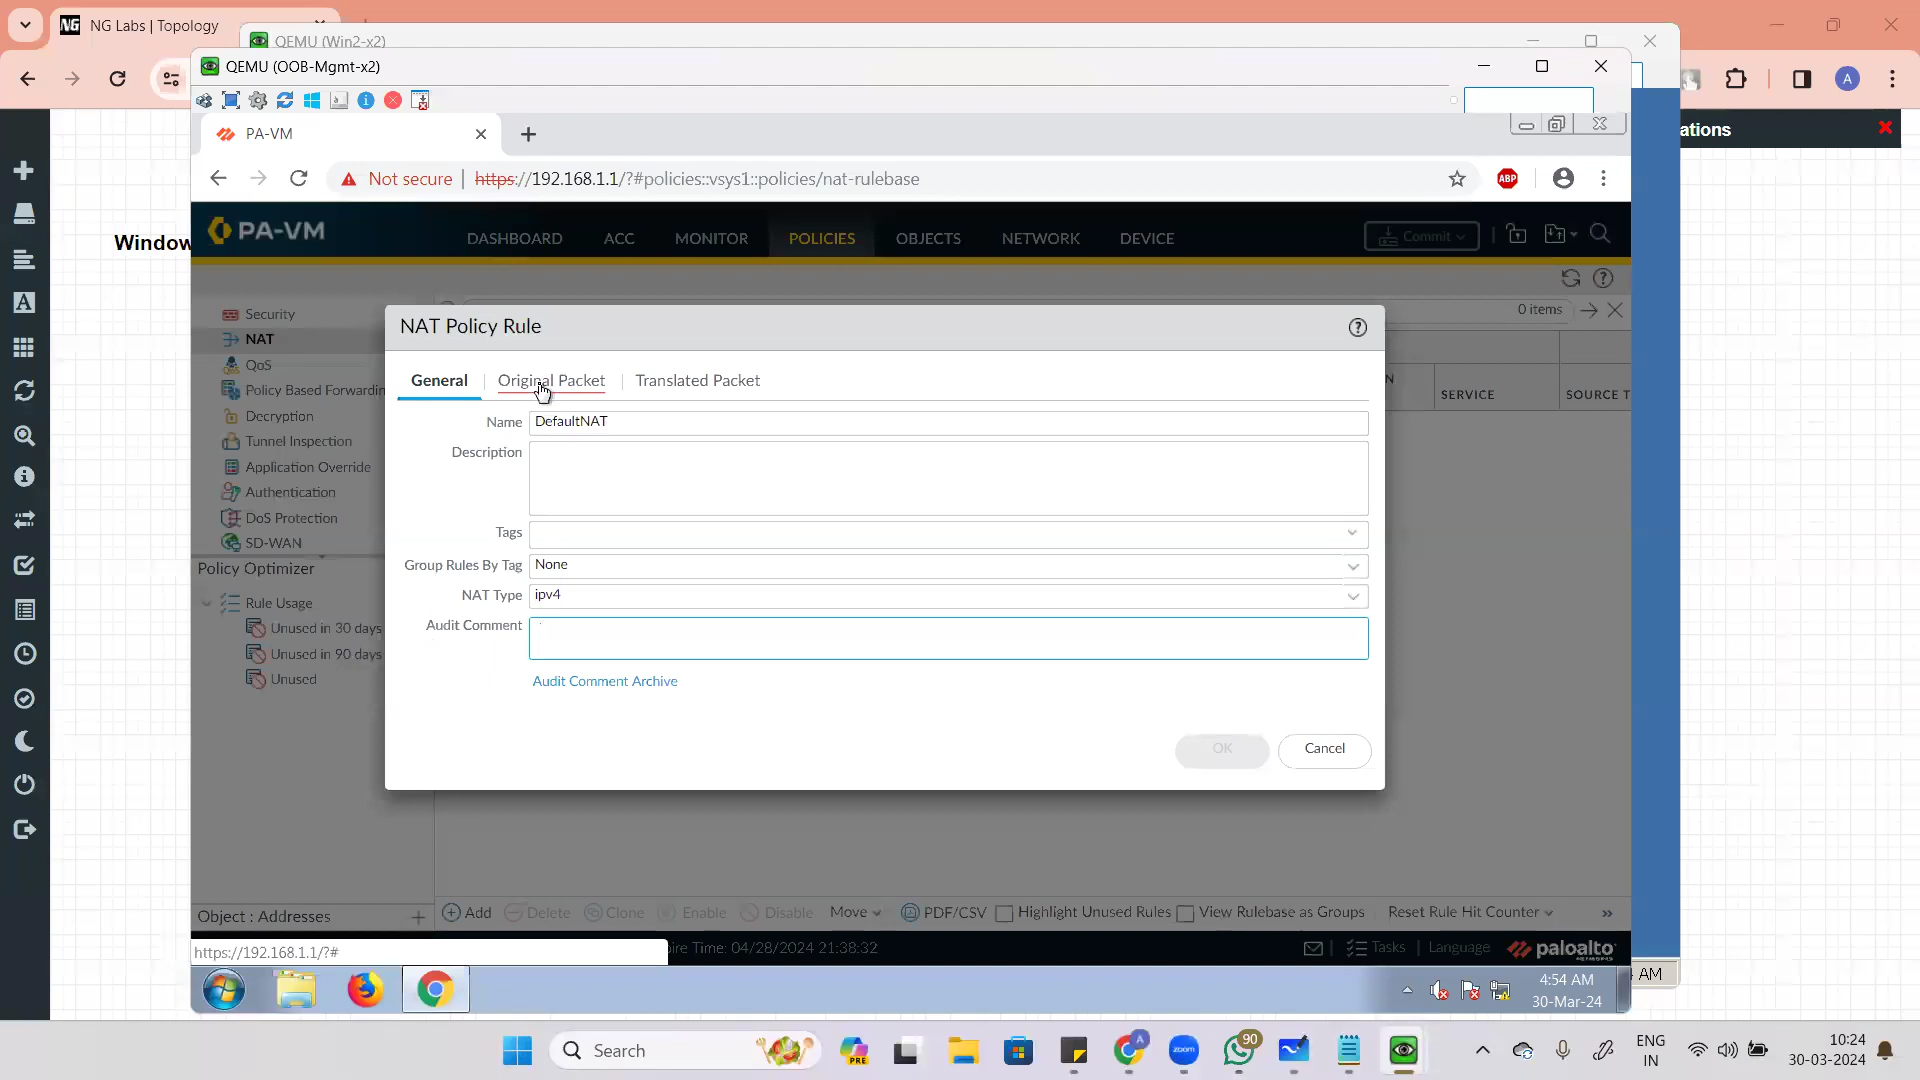 NG Labs | Topology
QEMU (Win2-x2)
QEMU (OOB-Mgmt-x2)
A
PA-VM
ations
Not secure | https://192.168.1.1/?#policies::vsys1::policies/nat-rulebase
ABP
Window
PA-VM
DASHBOARD ACC MONITOR POLICIES OBJECTS NETWORK DEVICE
Commit
Security
0 items
NAT Policy Rule
NAT
QoS
General Original Packet Translated Packet
Policy Based Forwardin
N
SERVICE
SOURCE T
Decryption
Name DefaultNAT
Tunnel Inspection
Description
Application Override
Authentication
DoS Protection
Tags
SD-WAN
Policy Optimizer
Group Rules By Tag None
NAT Type ipv4
Rule Usage
Audit Comment
Unused in 30 days
Unused in 90 days
Unused
Audit Comment Archive
OK Cancel
Object : Addresses
Add Delete Clone Enable Disable Move PDF/CSV Highlight Unused Rules View Rulebase as Groups Reset Rule Hit Counter
https://192.168.1.1/?#
ire Time: 04/28/2024 21:38:32
Tasks | Language paloalto
NETWORKS
4:54 AM
30-Mar-24
AM
Search
PRE
A
zoom
90
ENG
IN
10:24
30-03-2024